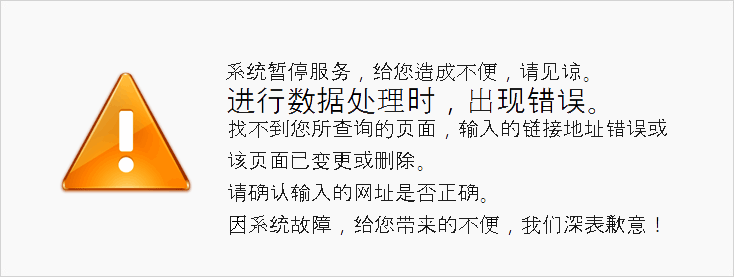 系统暂停服务，给您造成不便，请见谅。
进行数据处理时，出现错误。
找不到您所查询的页面，输入的链接地址错误或
该页面已变更或删除。
请确认输入的网址是否正确。
因系统故障，给您带来的不便，我们深表歉意！